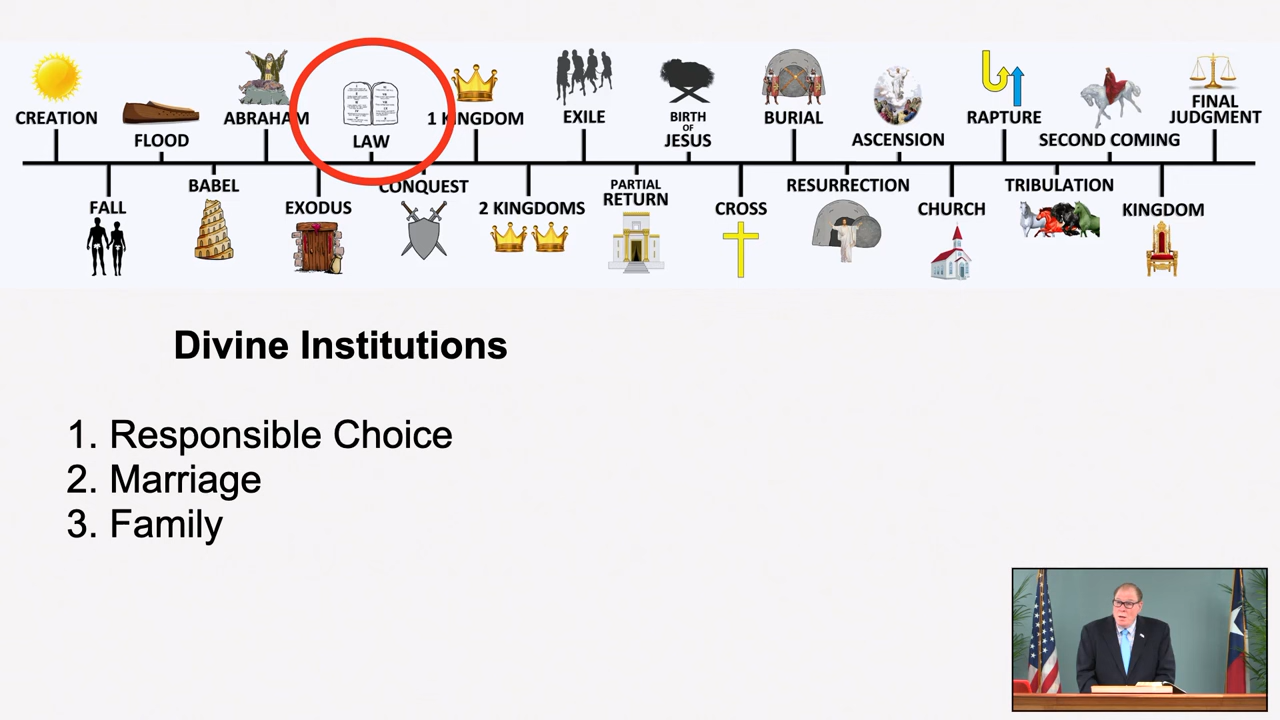 CREATION
FLOOD
ABRAHAM
LAW
1 KINGDOM
EXILE
BIRTH
OF
JESUS
BURIAL
ASCENSION
RAPTURE
SECOND COMING
FINAL
JUDGMENT
FALL
BABEL
EXODUS
CONQUEST
2 KINGDOMS
PARTIAL
RETURN
CROSS
RESURRECTION
CHURCH
TRIBULATION
KINGDOM
Divine Institutions
1. Responsible Choice
2. Marriage
3. Family